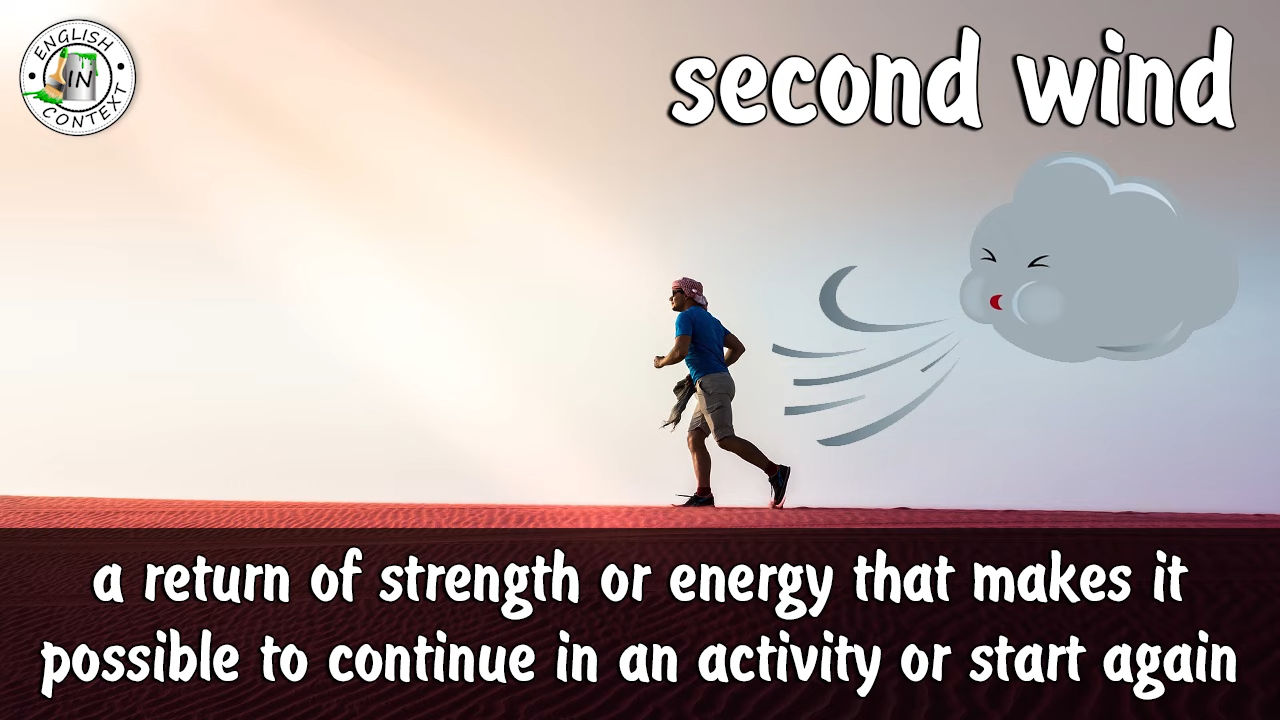 ENGLISH
IN
CONTEXT
second wind
a return of strength or energy that makes it
possible to continue in an activity or start again